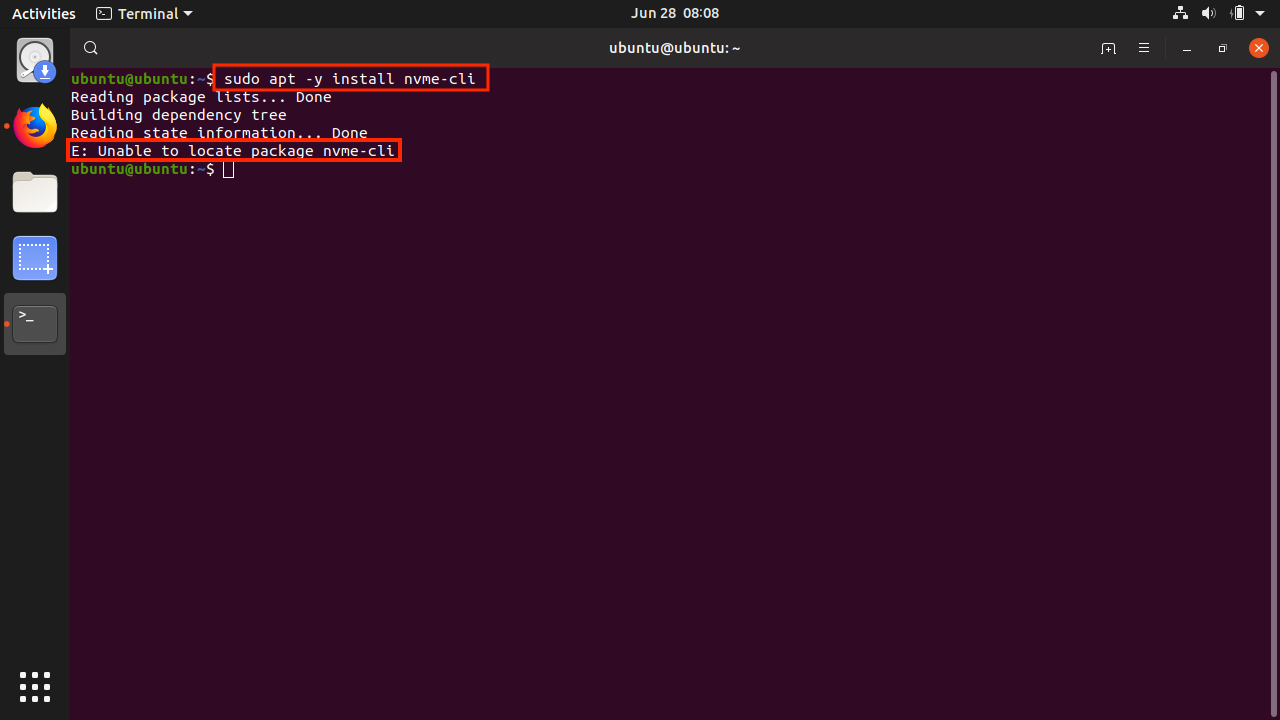 Activities Terminal Jun 28 08:08
ubuntu@ubuntu: ~
ubuntu@ubuntu:~$ sudo apt -y install nvme-cli
Reading package lists... Done
Building dependency tree
Reading state information... Done
E: Unable to locate package nvme-cli
ubuntu@ubuntu:~$
>_